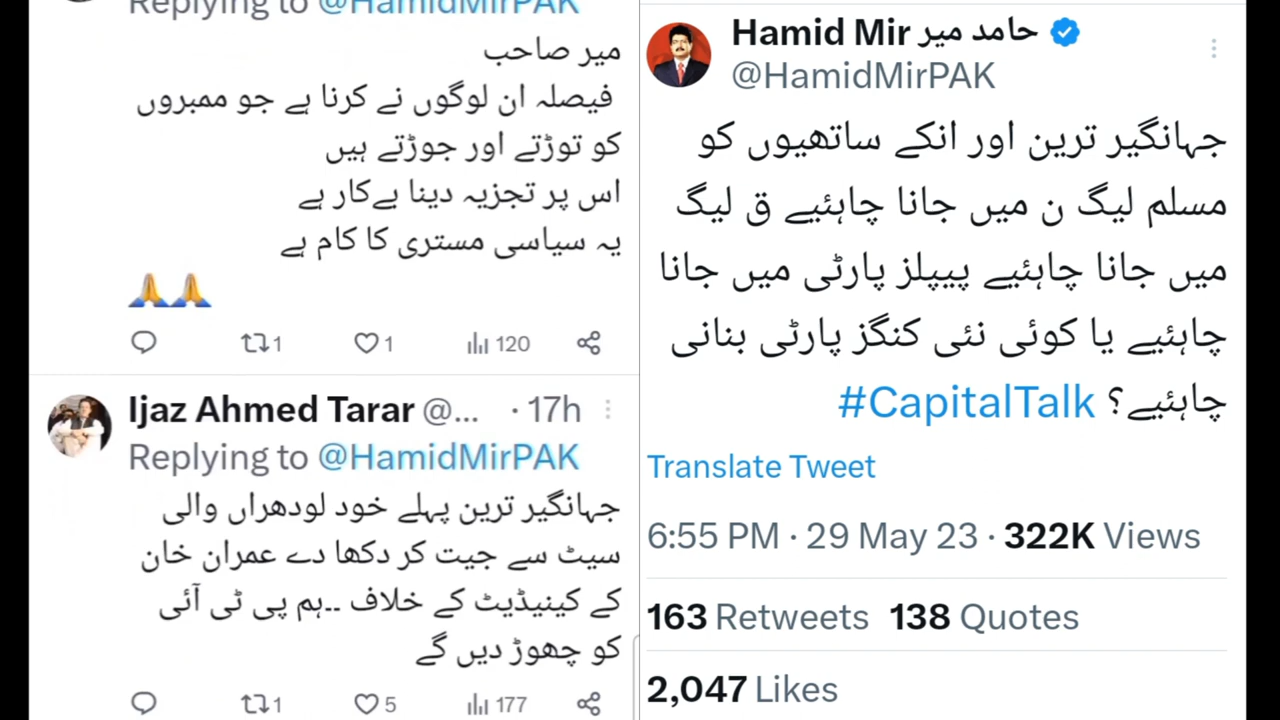 Replying to @HamidMirPAK
میر صاحب
فیصلہ ان لوگوں نے کرنا ہے جو ممبروں
کو توڑتے اور جوڑتے ہیں
اس پر تجزیہ دینا بےکار ہے
یہ سیاسی مستری کا کام ہے
🙏🙏
1 1 120
Ijaz Ahmed Tarar @... · 17h
Replying to @HamidMirPAK
جہانگیر ترین پہلے خود لودھراں والی
سیٹ سے جیت کر دکھا دے عمران خان
کے کینیڈیٹ کے خلاف ۔۔ہم پی ٹی آئی
کو چھوڑ دیں گے
1 5 177
Hamid Mir حامد میر
@HamidMirPAK
جہانگیر ترین اور انکے ساتھیوں کو
مسلم لیگ ن میں جانا چاہئیے ق لیگ
میں جانا چاہئیے پیپلز پارٹی میں جانا
چاہئیے یا کوئی نئی کنگز پارٹی بنانی
چاہئیے؟ #CapitalTalk
Translate Tweet
6:55 PM · 29 May 23 · 322K Views
163 Retweets 138 Quotes
2,047 Likes